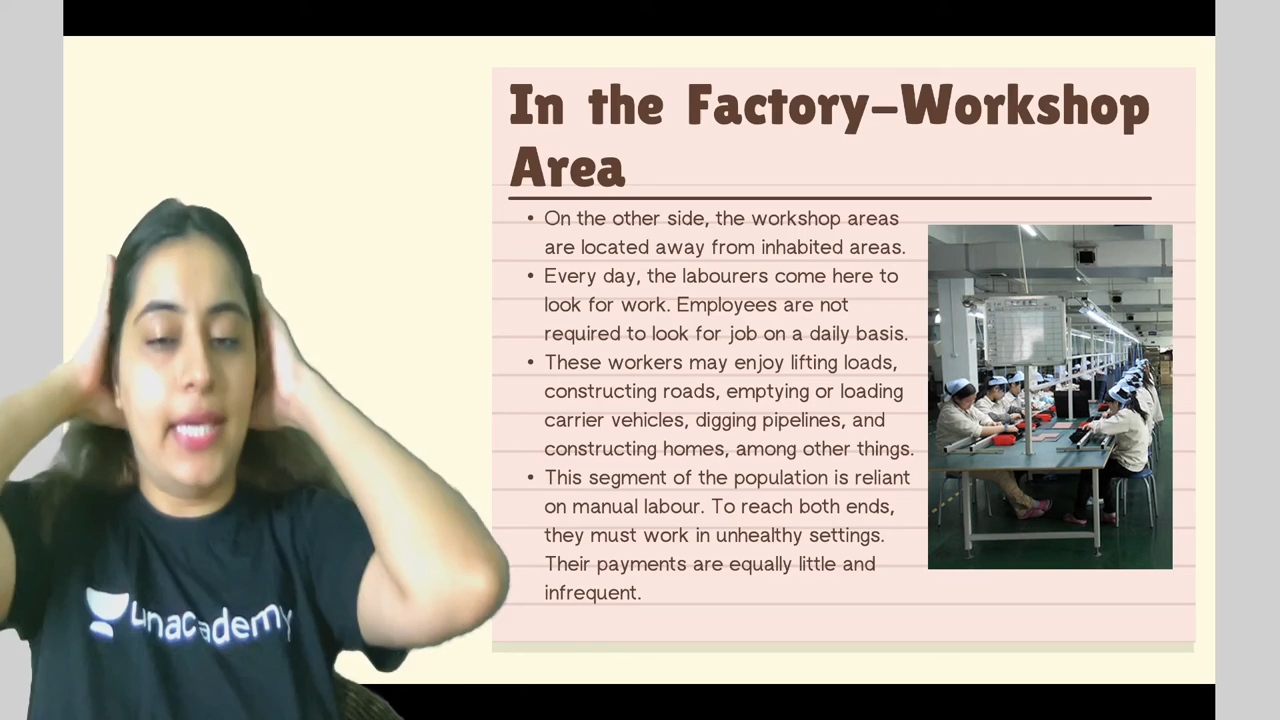 In the Factory-Workshop
Area
• On the other side, the workshop areas
are located away from inhabited areas.
• Every day, the labourers come here to
look for work. Employees are not
required to look for job on a daily basis.
• These workers may enjoy lifting loads,
constructing roads, emptying or loading
carrier vehicles, digging pipelines, and
constructing homes, among other things.
• This segment of the population is reliant
on manual labour. To reach both ends,
they must work in unhealthy settings.
Their payments are equally little and
infrequent.
unacademy